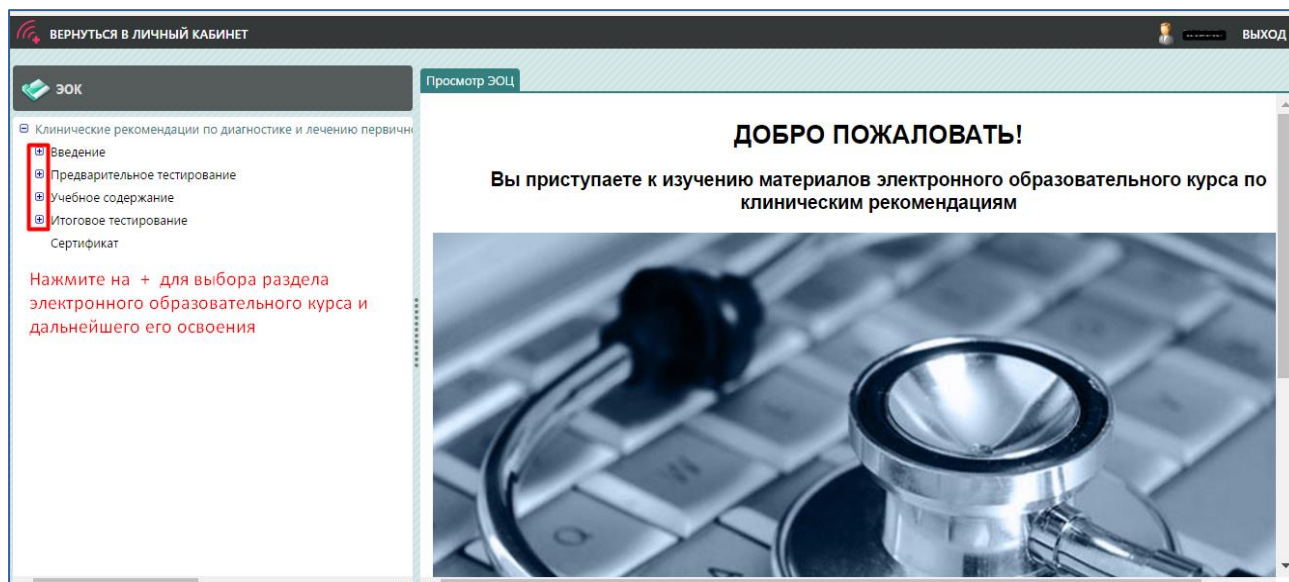 ВЕРНУТЬСЯ В ЛИЧНЫЙ КАБИНЕТ
ВЫХОД
ЭОК
Клинические рекомендации по диагностике и лечению
Введение
Предварительное тестирование
Учебное содержание
Итоговое тестирование
Сертификат
Нажмите на + для выбора раздела
электронного образовательного курса и
дальнейшего его освоения
Просмотр ЭОЦ
ДОБРО ПОЖАЛОВАТЬ!
Вы приступаете к изучению материалов электронного образовательного курса по
клиническим рекомендациям